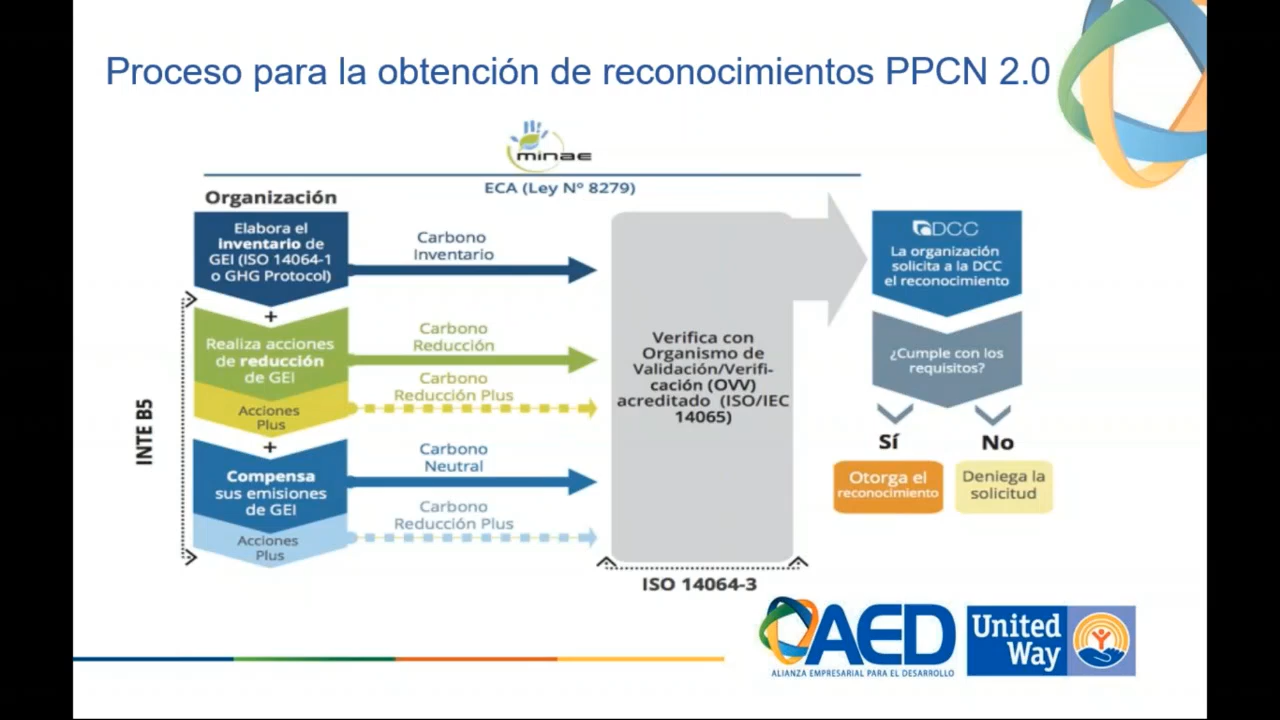 Proceso para la obtención de reconocimientos PPCN 2.0
minae
ECA (Ley Nº 8279)
Organización
Elabora el
inventario de
GEI (ISO 14064-1
o GHG Protocol)
Carbono
Inventario
+
Realiza acciones
de reducción
de GEI
Carbono
Reducción
Acciones
Plus
Carbono
Reducción Plus
+
Compensa
sus emisiones
de GEI
Carbono
Neutral
Acciones
Plus
Carbono
Reducción Plus
INTE B5
Verifica con
Organismo de
Validación/Verifi-
cación (OVV)
acreditado (ISO/IEC
14065)
ISO 14064-3
DCC
La organización
solicita a la DCC
el reconocimiento
¿Cumple con los
requisitos?
Sí
No
Otorga el
reconocimiento
Deniega la
solicitud
AED
ALIANZA EMPRESARIAL PARA EL DESARROLLO
United
Way